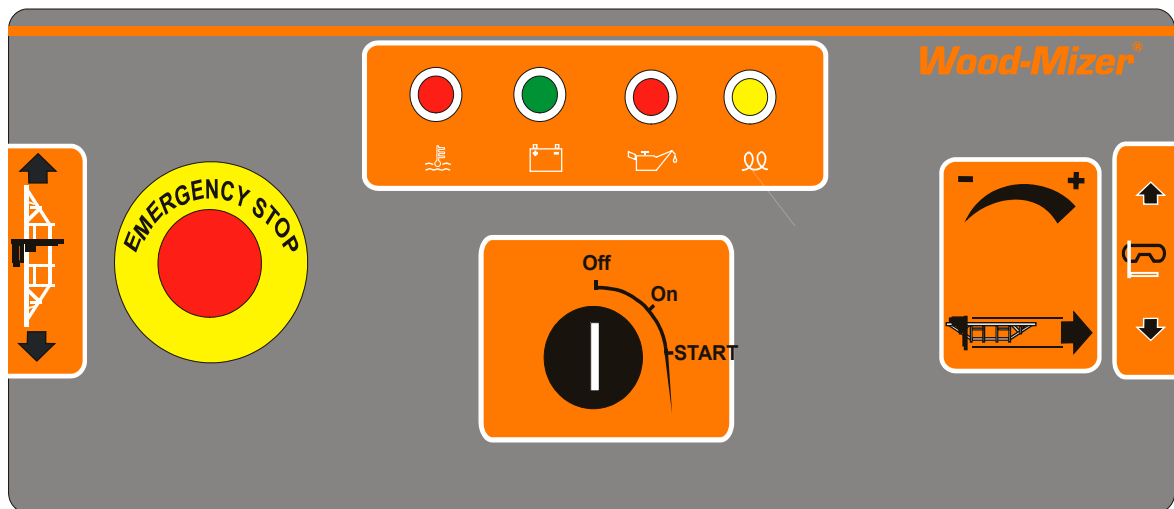 Wood-Mizer®
EMERGENCY STOP
Off
On
START
- +